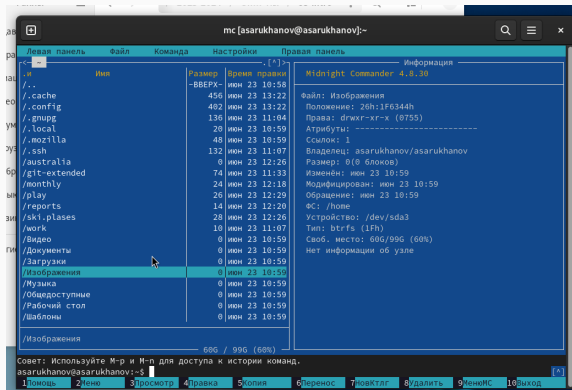 mc [asarukhanov@asarukhanov]:~
Левая панель Файл Команда Настройки Правая панель
<- ~ .[^]>
.и Имя Размер Время правки
/.. -ВВЕРХ- июн 23 10:58
/.cache 456 июн 23 13:22
/.config 402 июн 23 13:22
/.gnupg 136 июн 23 11:04
/.local 20 июн 23 10:59
/.mozilla 48 июн 23 10:59
/.ssh 132 июн 23 11:07
/australia 0 июн 23 12:26
/git-extended 74 июн 23 11:33
/monthly 24 июн 23 12:18
/play 26 июн 23 12:29
/reports 14 июн 23 12:20
/ski.plases 28 июн 23 12:26
/work 10 июн 23 11:07
/Видео 0 июн 23 10:59
/Документы 0 июн 23 10:59
/Загрузки 0 июн 23 10:59
/Изображения 0 июн 23 10:59
/Музыка 0 июн 23 10:59
/Общедоступные 0 июн 23 10:59
/Рабочий стол 0 июн 23 10:59
/Шаблоны 0 июн 23 10:59
/Изображения
60G / 99G (60%)
Информация
Midnight Commander 4.8.30
Файл: Изображения
Положение: 26h:1F6344h
Права: drwxr-xr-x (0755)
Атрибуты: --------------------
Ссылок: 1
Владелец: asarukhanov/asarukhanov
Размер: 0(0 блоков)
Изменён: июн 23 10:59
Модифицирован: июн 23 10:59
Обращение: июн 23 10:59
ФС: /home
Устройство: /dev/sda3
Тип: btrfs (1Fh)
Своб. место: 60G/99G (60%)
Нет информации об узле
Совет: Используйте M-p и M-n для доступа к истории команд.
asarukhanov@asarukhanov:~$ [^]
1Помощь 2Меню 3Просмотр 4Правка 5Копия 6Перенос 7НовКтлг 8Удалить 9МенюMC 10Выход